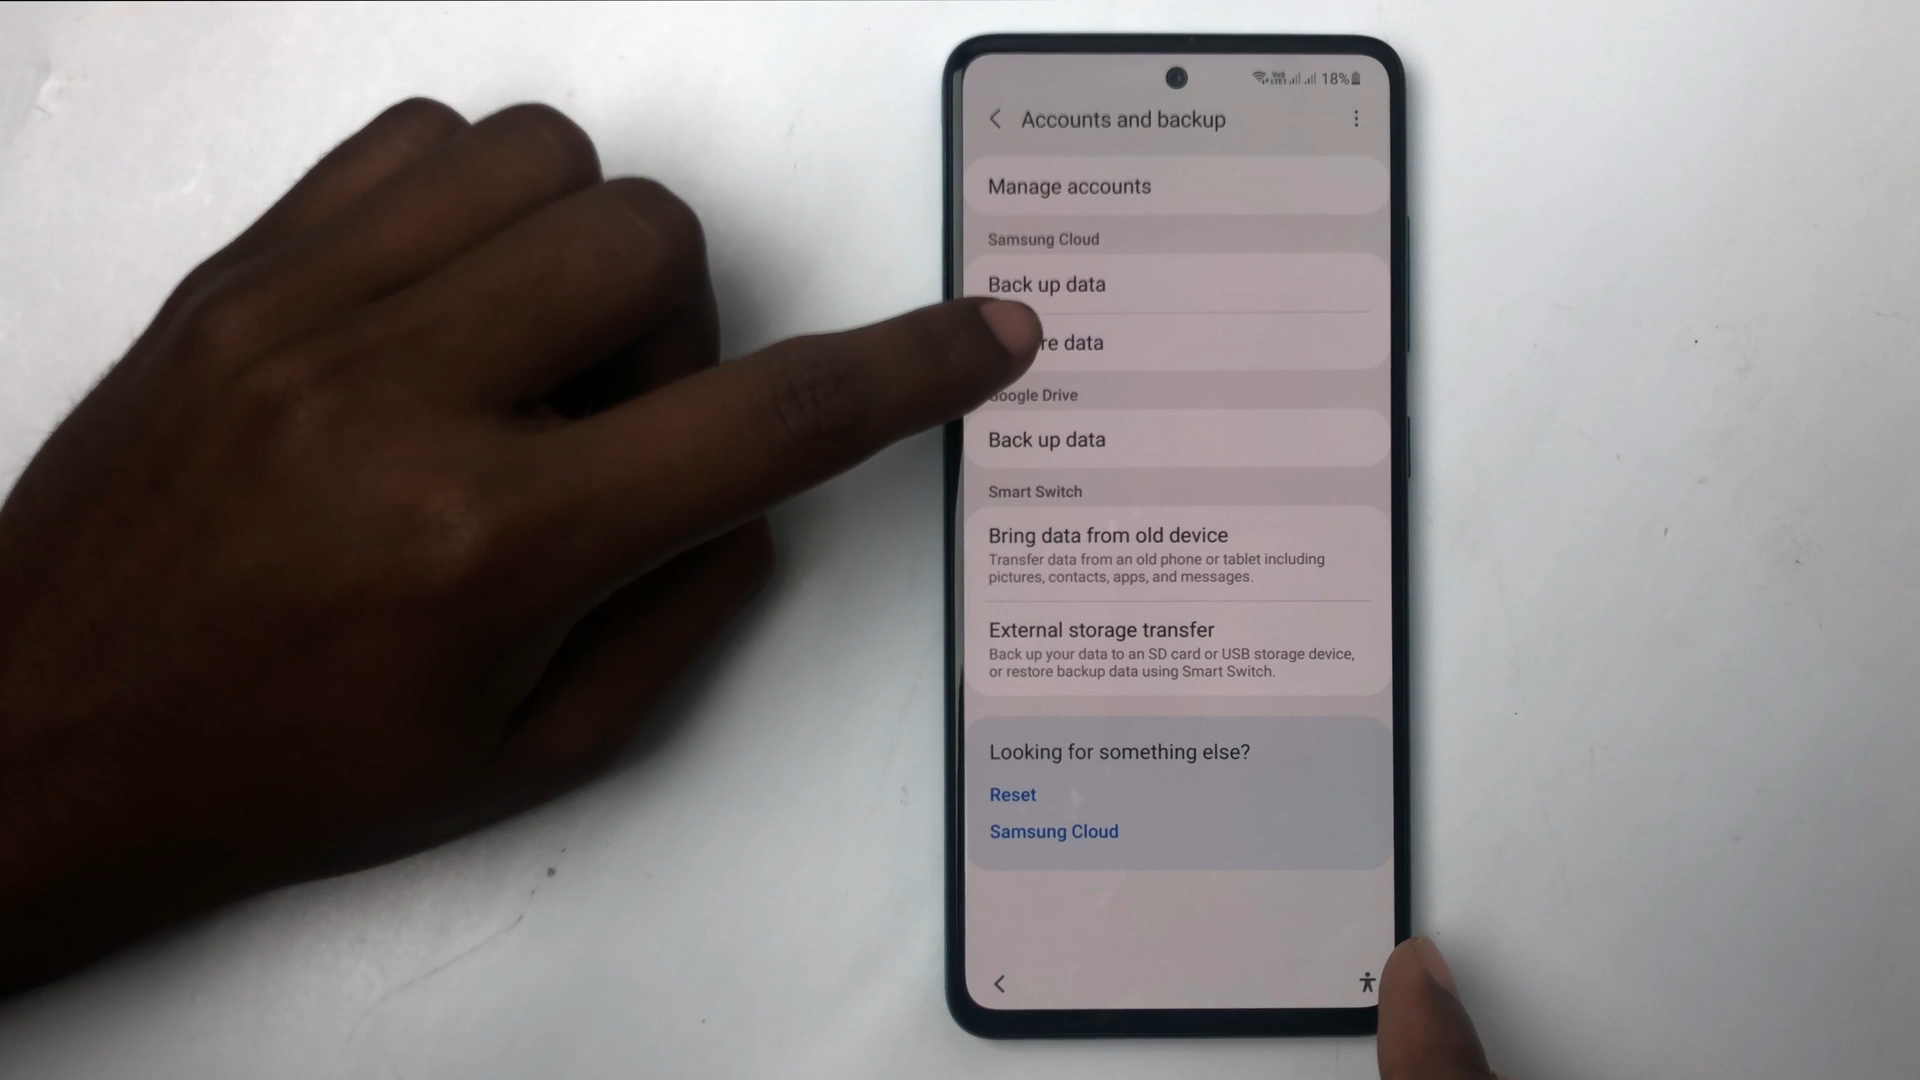 18%
Accounts and backup
Manage accounts
Samsung Cloud
Back up data
data
Google Drive
Back up data
Smart Switch
Bring data from old device
Transfer data from an old phone or tablet including
pictures, contacts, apps, and messages.
External storage transfer
Back up your data to an SD card or USB storage device,
or restore backup data using Smart Switch.
Looking for something else?
Reset
Samsung Cloud